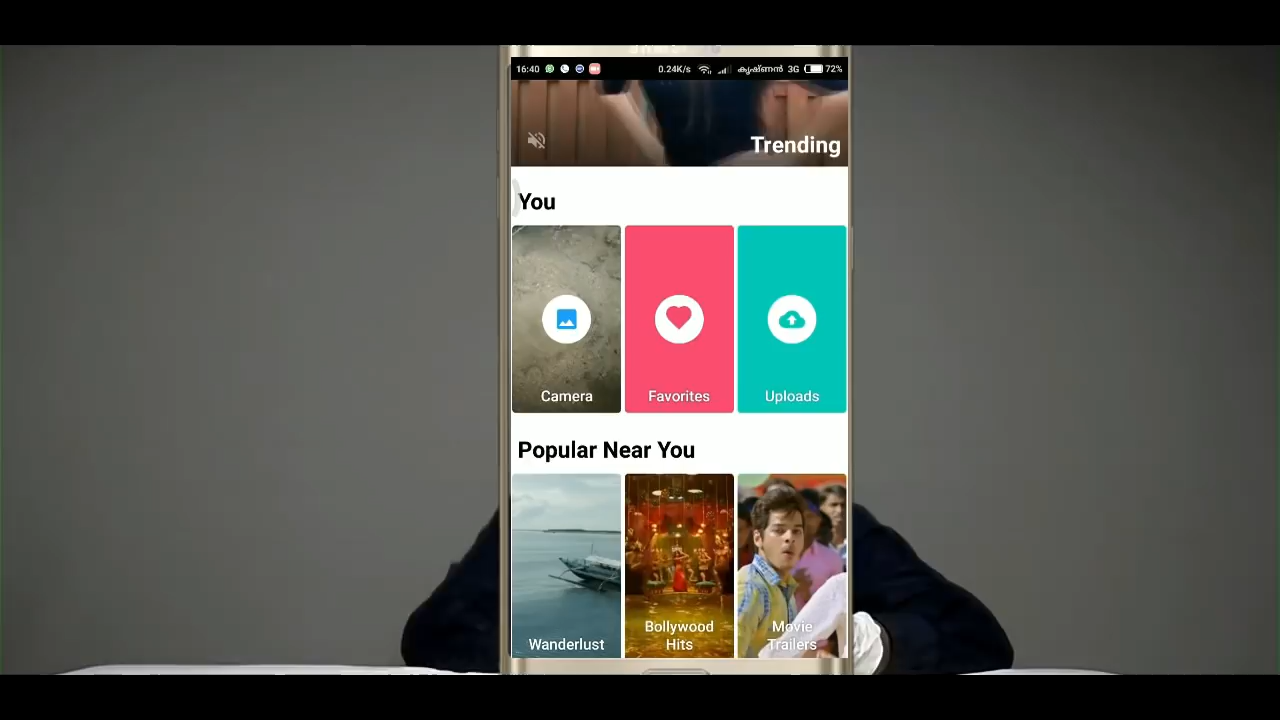 16:40 0.24K/s കൃഷ്ണൻ 3G 72%
Trending
You
Camera Favorites Uploads
Popular Near You
Wanderlust Bollywood Hits Movie Trailers